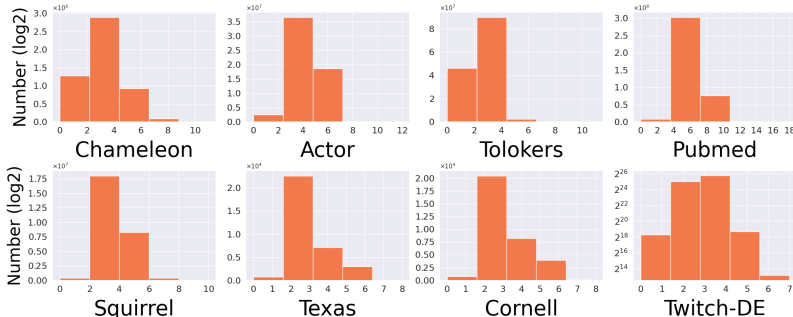 ×10⁶ ×10⁷ ×10⁷ ×10⁹
Number (log2)
3.0 2.5 2.0 1.5 1.0 0.5 0.0
0 2 4 6 8 10
Chameleon
3.5 3.0 2.5 2.0 1.5 1.0 0.5 0.0
0 2 4 6 8 10 12
Actor
8 6 4 2 0
0 2 4 6 8 10
Tolokers
3.0 2.5 2.0 1.5 1.0 0.5 0.0
0 2 4 6 8 10 12 14 16 18
Pubmed
×10⁷ ×10⁴ ×10⁴
Number (log2)
1.75 1.50 1.25 1.00 0.75 0.50 0.25 0.00
0 2 4 6 8 10
Squirrel
2.0 1.5 1.0 0.5 0.0
0 1 2 3 4 5 6 7 8
Texas
2.00 1.75 1.50 1.25 1.00 0.75 0.50 0.25 0.00
0 1 2 3 4 5 6 7 8
Cornell
2²⁶ 2²⁴ 2²² 2²⁰ 2¹⁸ 2¹⁶ 2¹⁴
0 1 2 3 4 5 6 7
Twitch-DE